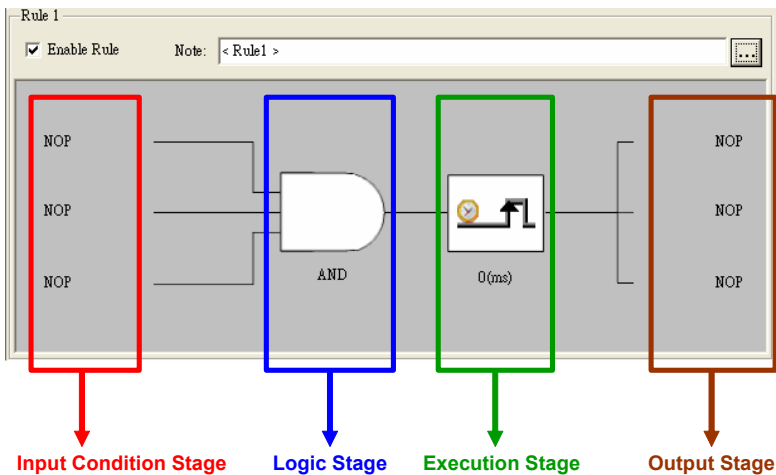 Rule 1
Enable Rule Note: < Rule1 > ...
NOP NOP
NOP NOP
AND 0(ms)
NOP NOP
Input Condition Stage Logic Stage Execution Stage Output Stage